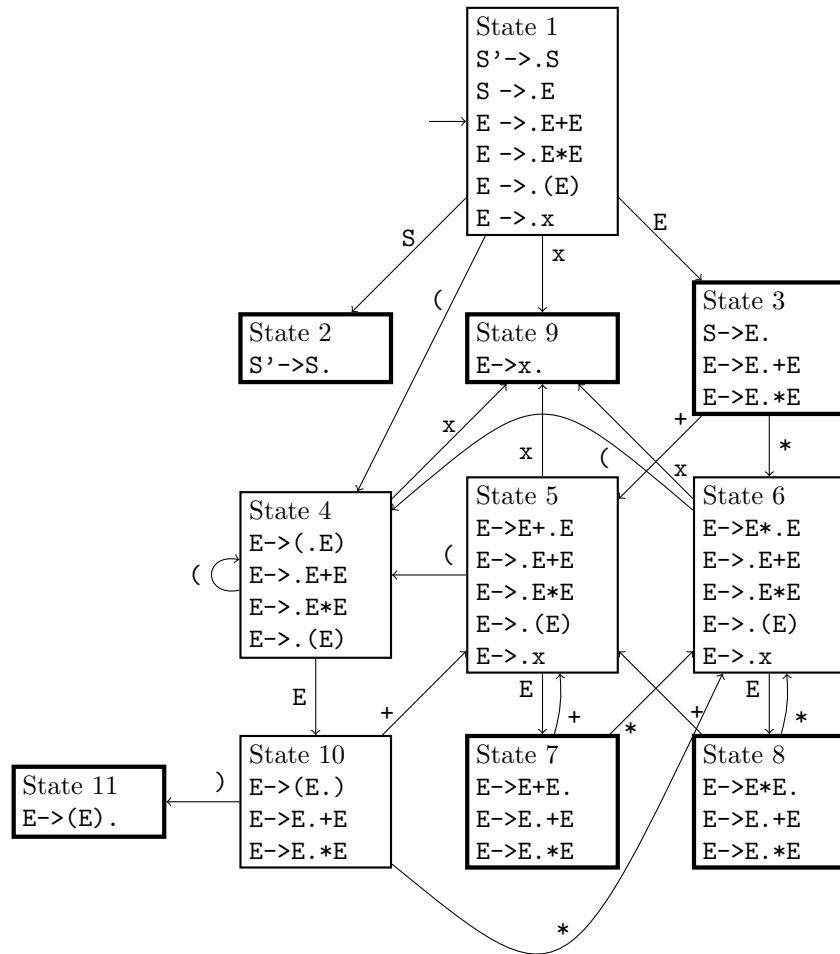 State 1
S'->.S
S ->.E
E ->.E+E
E ->.E*E
E ->.(E)
E ->.x
S
(
x
E
State 2
S'->S.
State 9
E->x.
State 3
S->E.
E->E.+E
E->E.*E
x
x
(
x
+
*
State 4
E->(.E)
E->.E+E
E->.E*E
E->.(E)
(
(
State 5
E->E+.E
E->.E+E
E->.E*E
E->.(E)
E->.x
State 6
E->E*.E
E->.E+E
E->.E*E
E->.(E)
E->.x
E
+
E
+
*
+
E
*
State 11
E->(E).
)
State 10
E->(E.)
E->E.+E
E->E.*E
State 7
E->E+E.
E->E.+E
E->E.*E
State 8
E->E*E.
E->E.+E
E->E.*E
*